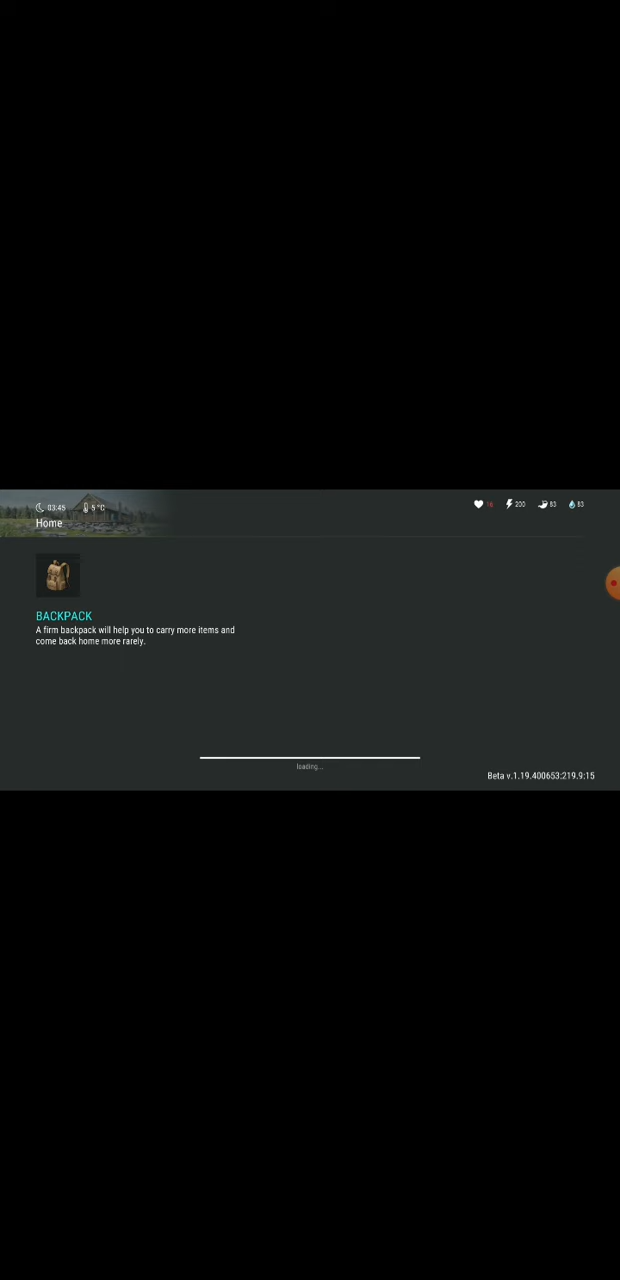 03:45 5 °C
16 200 83 83
Home
BACKPACK
A firm backpack will help you to carry more items and
come back home more rarely.
loading...
Beta v.1.19.400653:219.9:15